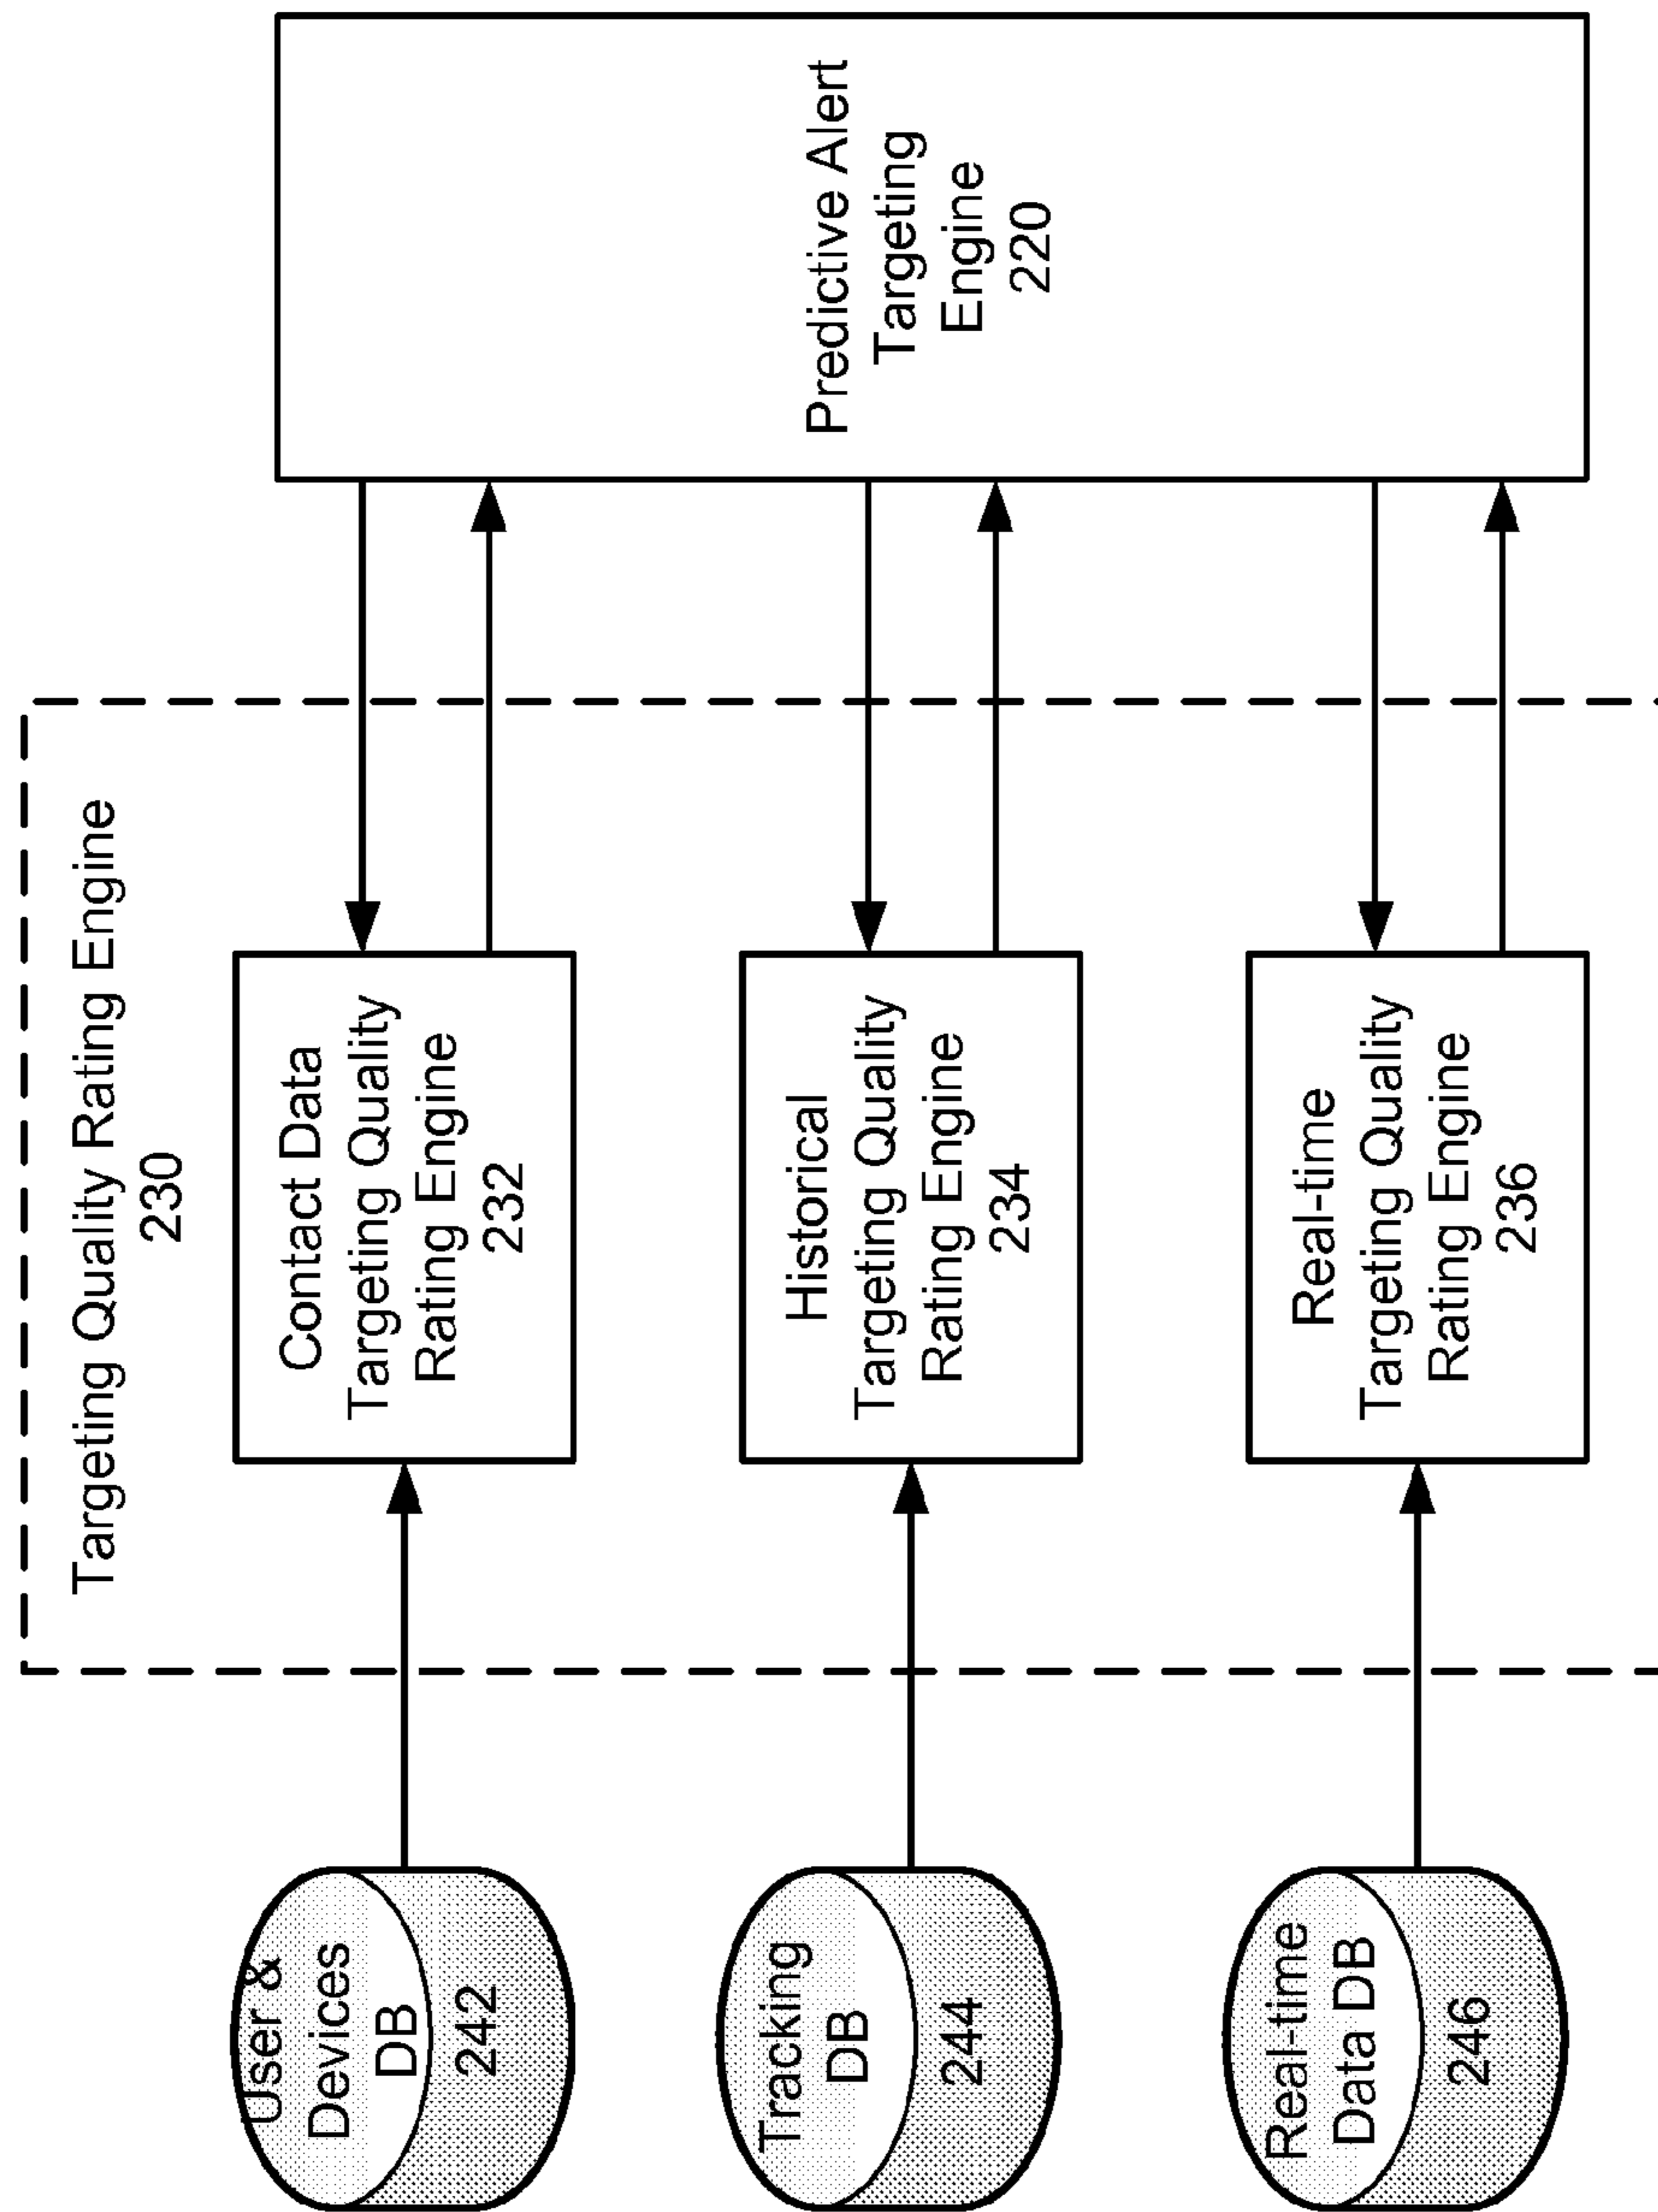 Targeting Quality Rating Engine
230
User &
Devices
DB
242
Contact Data
Targeting Quality
Rating Engine
232
Predictive Alert
Targeting
Engine
220
Tracking
DB
244
Historical
Targeting Quality
Rating Engine
234
Real-time
Data DB
246
Real-time
Targeting Quality
Rating Engine
236